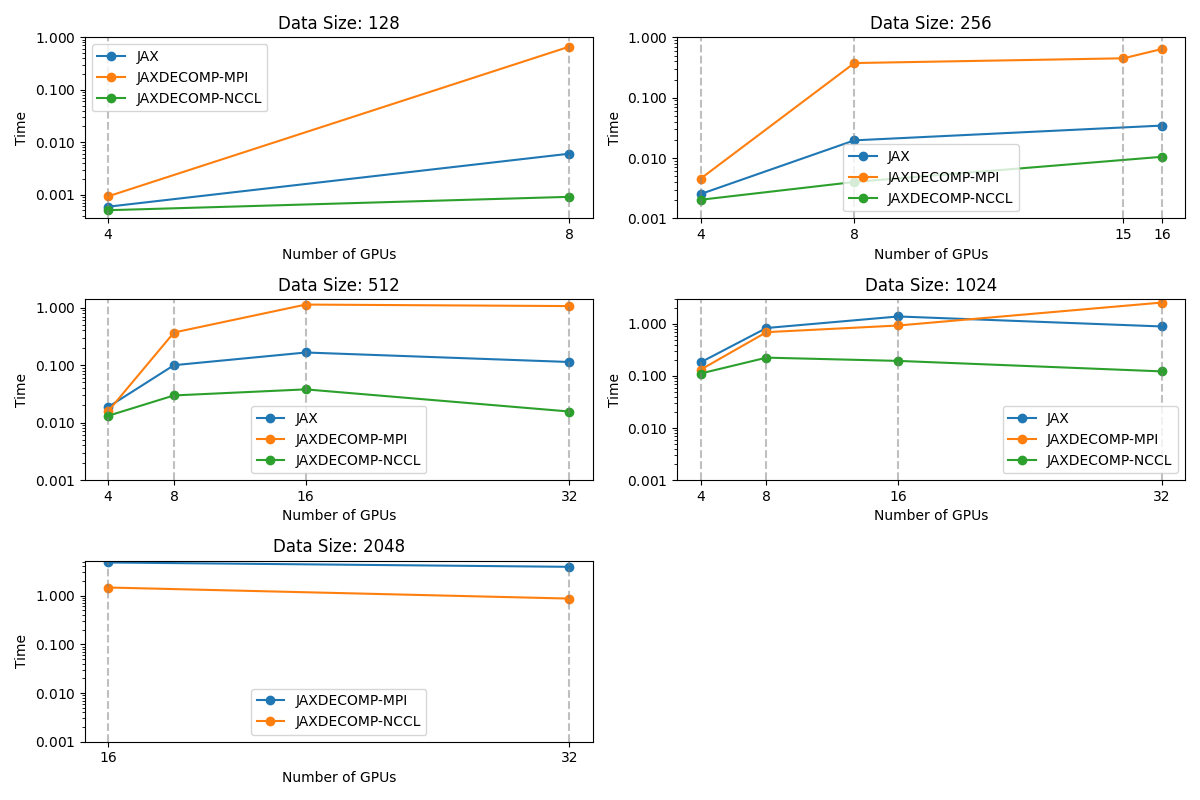 Data Size: 128
1.000
0.100
0.010
0.001
Time
JAX
JAXDECOMP-MPI
JAXDECOMP-NCCL
4
8
Number of GPUs
Data Size: 256
1.000
0.100
0.010
0.001
Time
JAX
JAXDECOMP-MPI
JAXDECOMP-NCCL
4
8
15
16
Number of GPUs
Data Size: 512
1.000
0.100
0.010
0.001
Time
JAX
JAXDECOMP-MPI
JAXDECOMP-NCCL
4
8
16
32
Number of GPUs
Data Size: 1024
1.000
0.100
0.010
0.001
Time
JAX
JAXDECOMP-MPI
JAXDECOMP-NCCL
4
8
16
32
Number of GPUs
Data Size: 2048
1.000
0.100
0.010
0.001
Time
JAXDECOMP-MPI
JAXDECOMP-NCCL
16
32
Number of GPUs